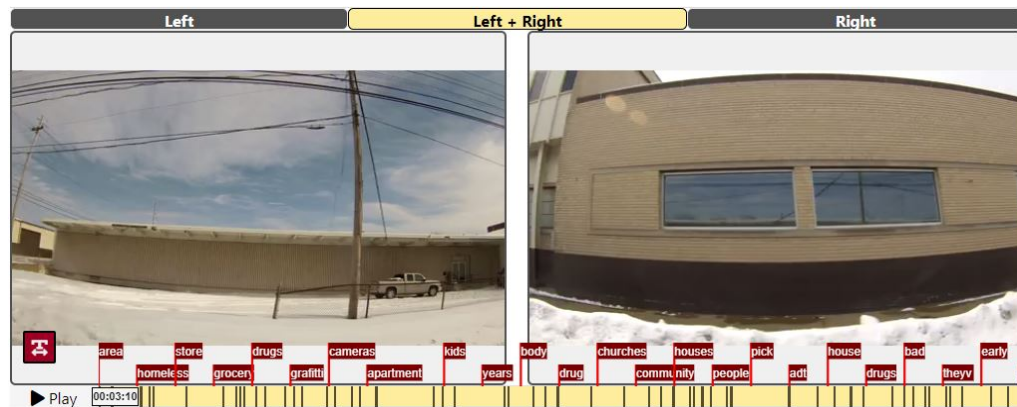 Left Left + Right Right
area store drugs cameras kids body churches houses pick house bad early
homeless grocery grafitti apartment years drug community people adt drugs theyv
Play 00:03:10